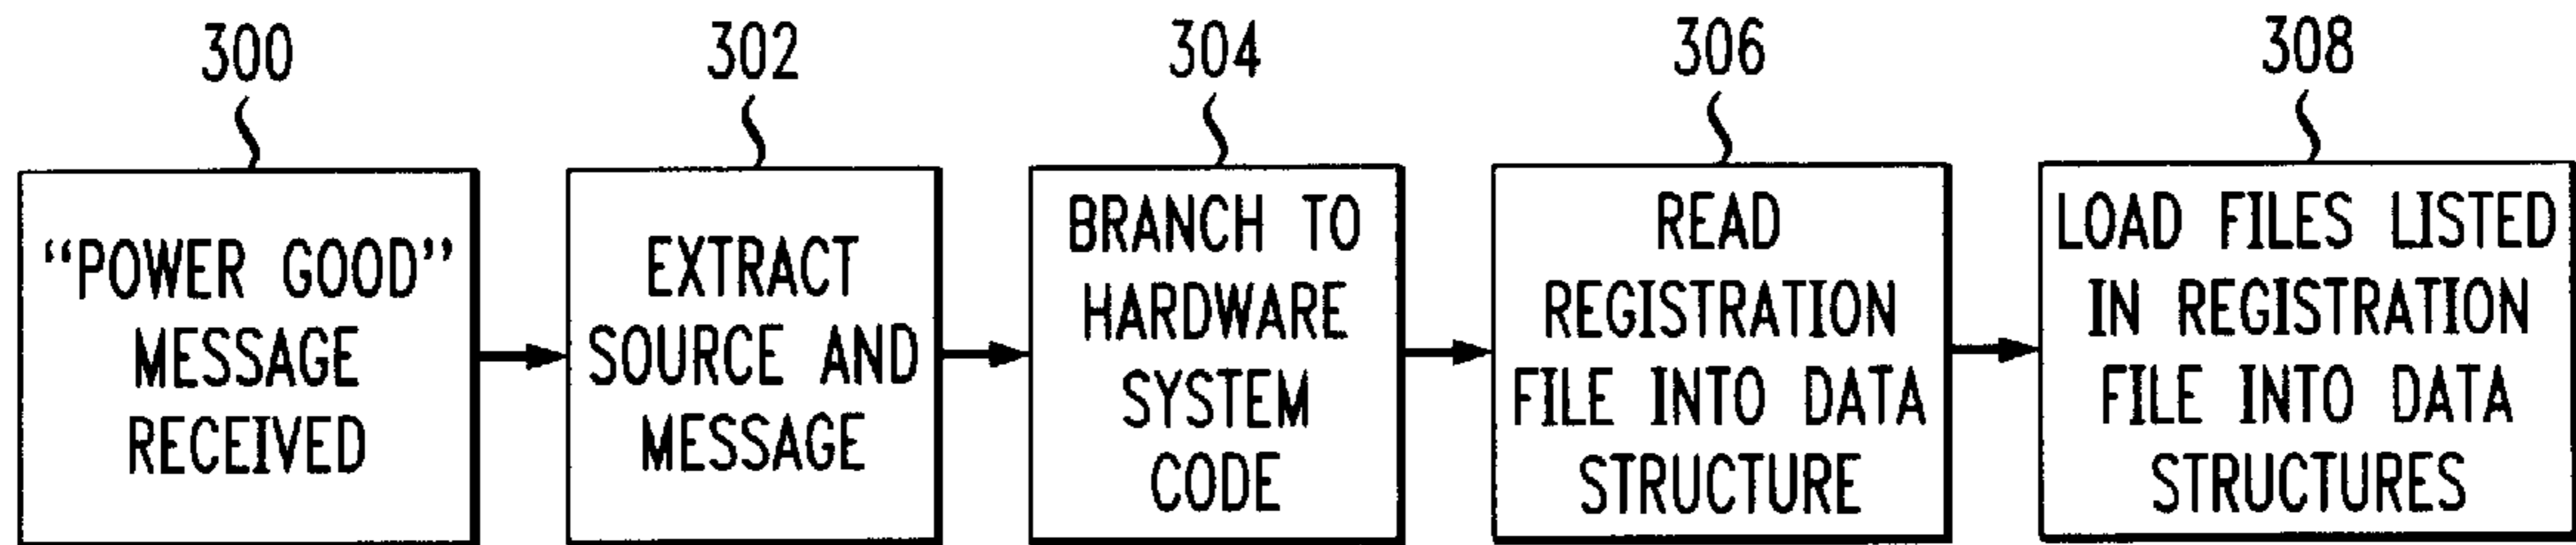 300
302
304
306
308
“POWER GOOD”
MESSAGE
RECEIVED
EXTRACT
SOURCE AND
MESSAGE
BRANCH TO
HARDWARE
SYSTEM
CODE
READ
REGISTRATION
FILE INTO DATA
STRUCTURE
LOAD FILES LISTED
IN REGISTRATION
FILE INTO DATA
STRUCTURES